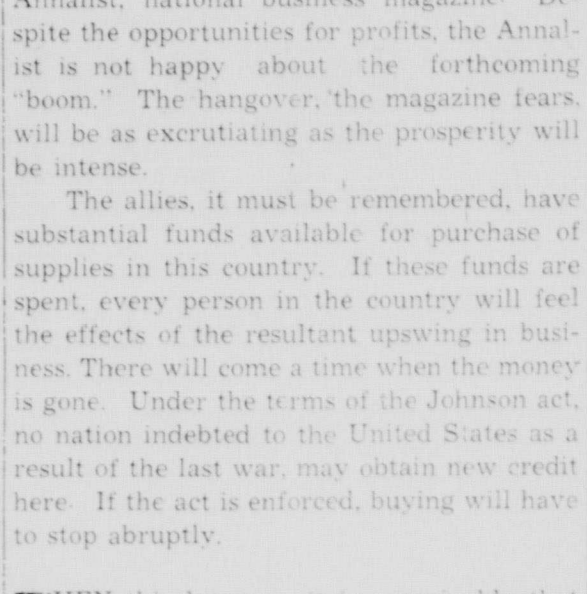 Annalist, national business magazine. De-
spite the opportunities for profits, the Annal-
ist is not happy about the forthcoming
"boom." The hangover, the magazine fears,
will be as excrutiating as the prosperity will
be intense.
The allies, it must be remembered, have
substantial funds available for purchase of
supplies in this country. If these funds are
spent, every person in the country will feel
the effects of the resultant upswing in busi-
ness. There will come a time when the money
is gone. Under the terms of the Johnson act,
no nation indebted to the United States as a
result of the last war, may obtain new credit
here. If the act is enforced, buying will have
to stop abruptly.